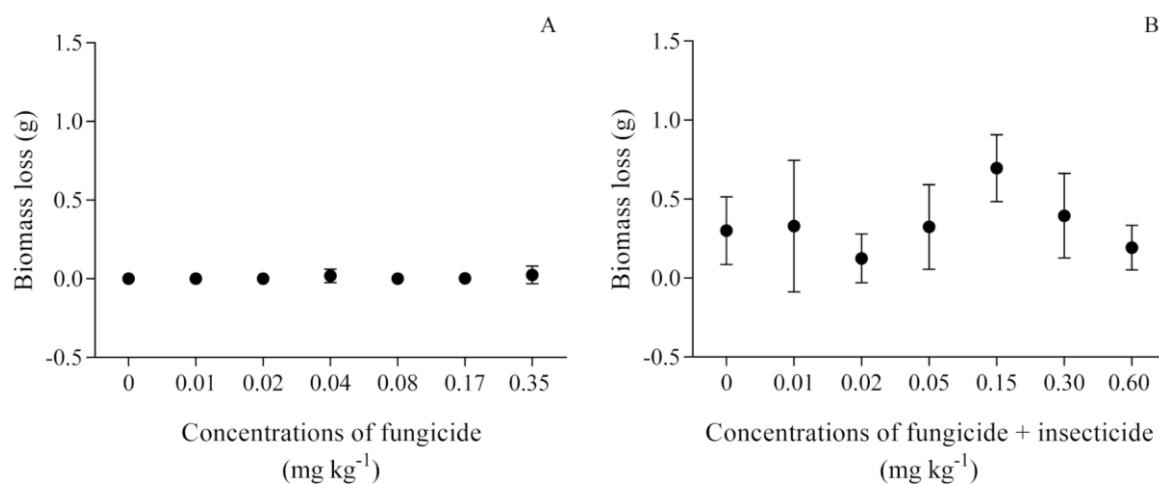 A
1.5
1.0
0.5
0.0
-0.5
Biomass loss (g)
0 0.01 0.02 0.04 0.08 0.17 0.35
Concentrations of fungicide
(mg kg⁻¹)
B
1.5
1.0
0.5
0.0
-0.5
Biomass loss (g)
0 0.01 0.02 0.05 0.15 0.30 0.60
Concentrations of fungicide + insecticide
(mg kg⁻¹)